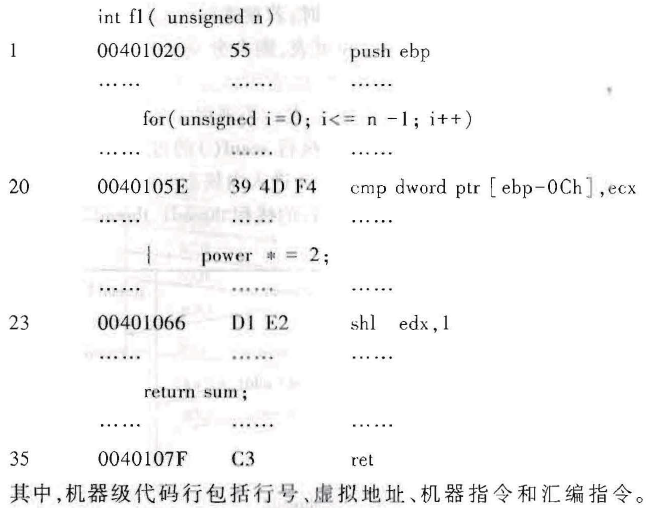 int f1( unsigned n)
1 00401020 55 push ebp
…… …… ……
for( unsigned i=0; i<= n -1; i++)
…… …… ……
20 0040105E 39 4D F4 cmp dword ptr [ebp-0Ch],ecx
…… …… ……
{ power * = 2;
…… …… ……
23 00401066 D1 E2 shl edx,1
…… …… ……
return sum;
…… …… ……
35 0040107F C3 ret
其中,机器级代码行包括行号、虚拟地址、机器指令和汇编指令。